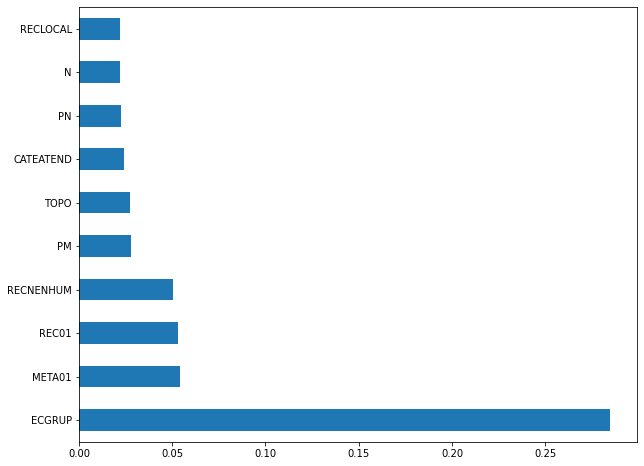 RECLOCAL
N
PN
CATEATEND
TOPO
PM
RECNENHUM
REC01
META01
ECGRUP
0.00 0.05 0.10 0.15 0.20 0.25